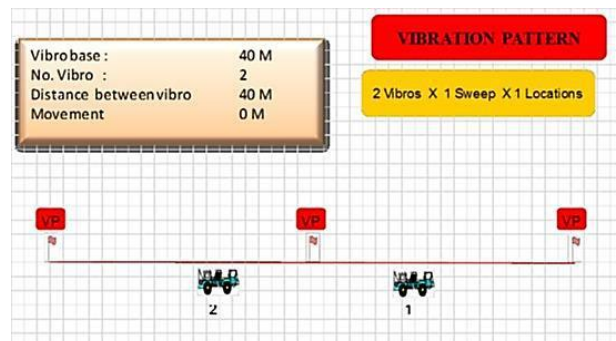 VIBRATION PATTERN
Vibrobase : 40 M
No. Vibro : 2
Distance between vibro 40 M
Movement 0 M
2 Vibros X 1 Sweep X 1 Locations
VP VP VP
2 1